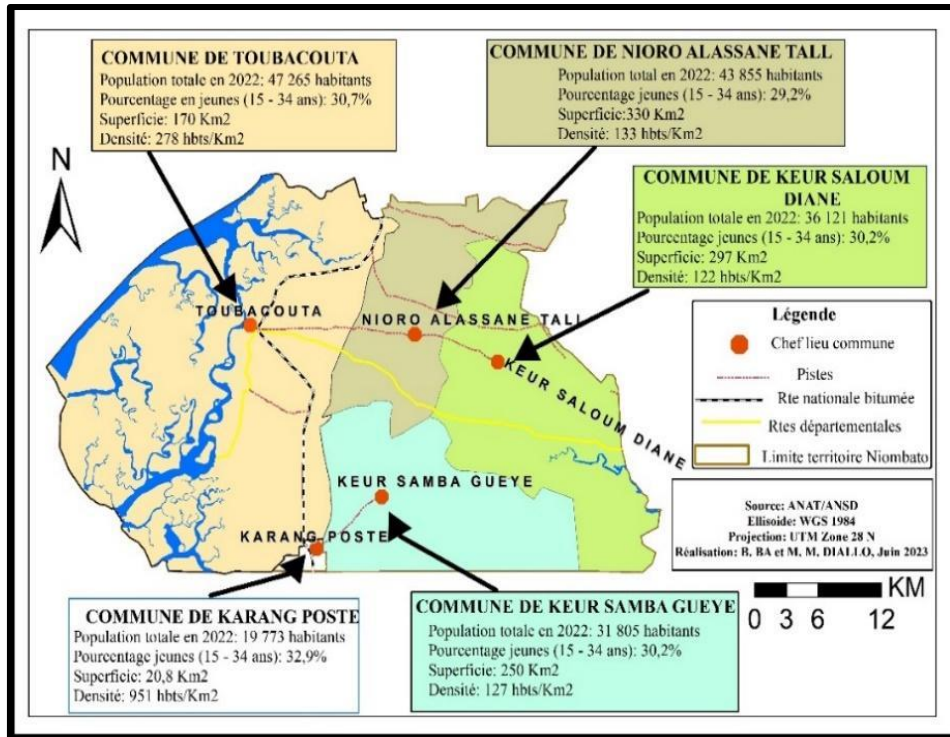 COMMUNE DE TOUBACOUTA
Population totale en 2022: 47 265 habitants
Pourcentage en jeunes (15 - 34 ans): 30,7%
Superficie: 170 Km2
Densité: 278 hbts/Km2
COMMUNE DE NIORO ALASSANE TALL
Population total en 2022: 43 855 habitants
Pourcentage jeunes (15 - 34 ans): 29,2%
Superficie:330 Km2
Densité: 133 hbts/Km2
COMMUNE DE KEUR SALOUM
DIANE
Population totale en 2022: 36 121 habitants
Pourcentage jeunes (15 - 34 ans): 30,2%
Superficie: 297 Km2
Densité: 122 hbts/Km2
N
TOUBACOUTA
NIORO ALASSANE TALL
KEUR SALOUM DIANE
KEUR SAMBA GUEYE
KARANG POSTE
Légende
Chef lieu commune
Pistes
Rte nationale bitumée
Rtes départementales
Limite territoire Niombato
Source: ANAT/ANSD
Ellisoide: WGS 1984
Projection: UTM Zone 28 N
Réalisation: B, BA et M, M, DIALLO, Juin 2023
KM
0 3 6 12
COMMUNE DE KARANG POSTE
Population totale en 2022: 19 773 habitants
Pourcentage jeunes (15 - 34 ans): 32,9%
Superficie: 20,8 Km2
Densité: 951 hbts/Km2
COMMUNE DE KEUR SAMBA GUEYE
Population totale en 2022: 31 805 habitants
Pourcentage jeunes (15 - 34 ans): 30,2%
Superficie: 250 Km2
Densité: 127 hbts/Km2